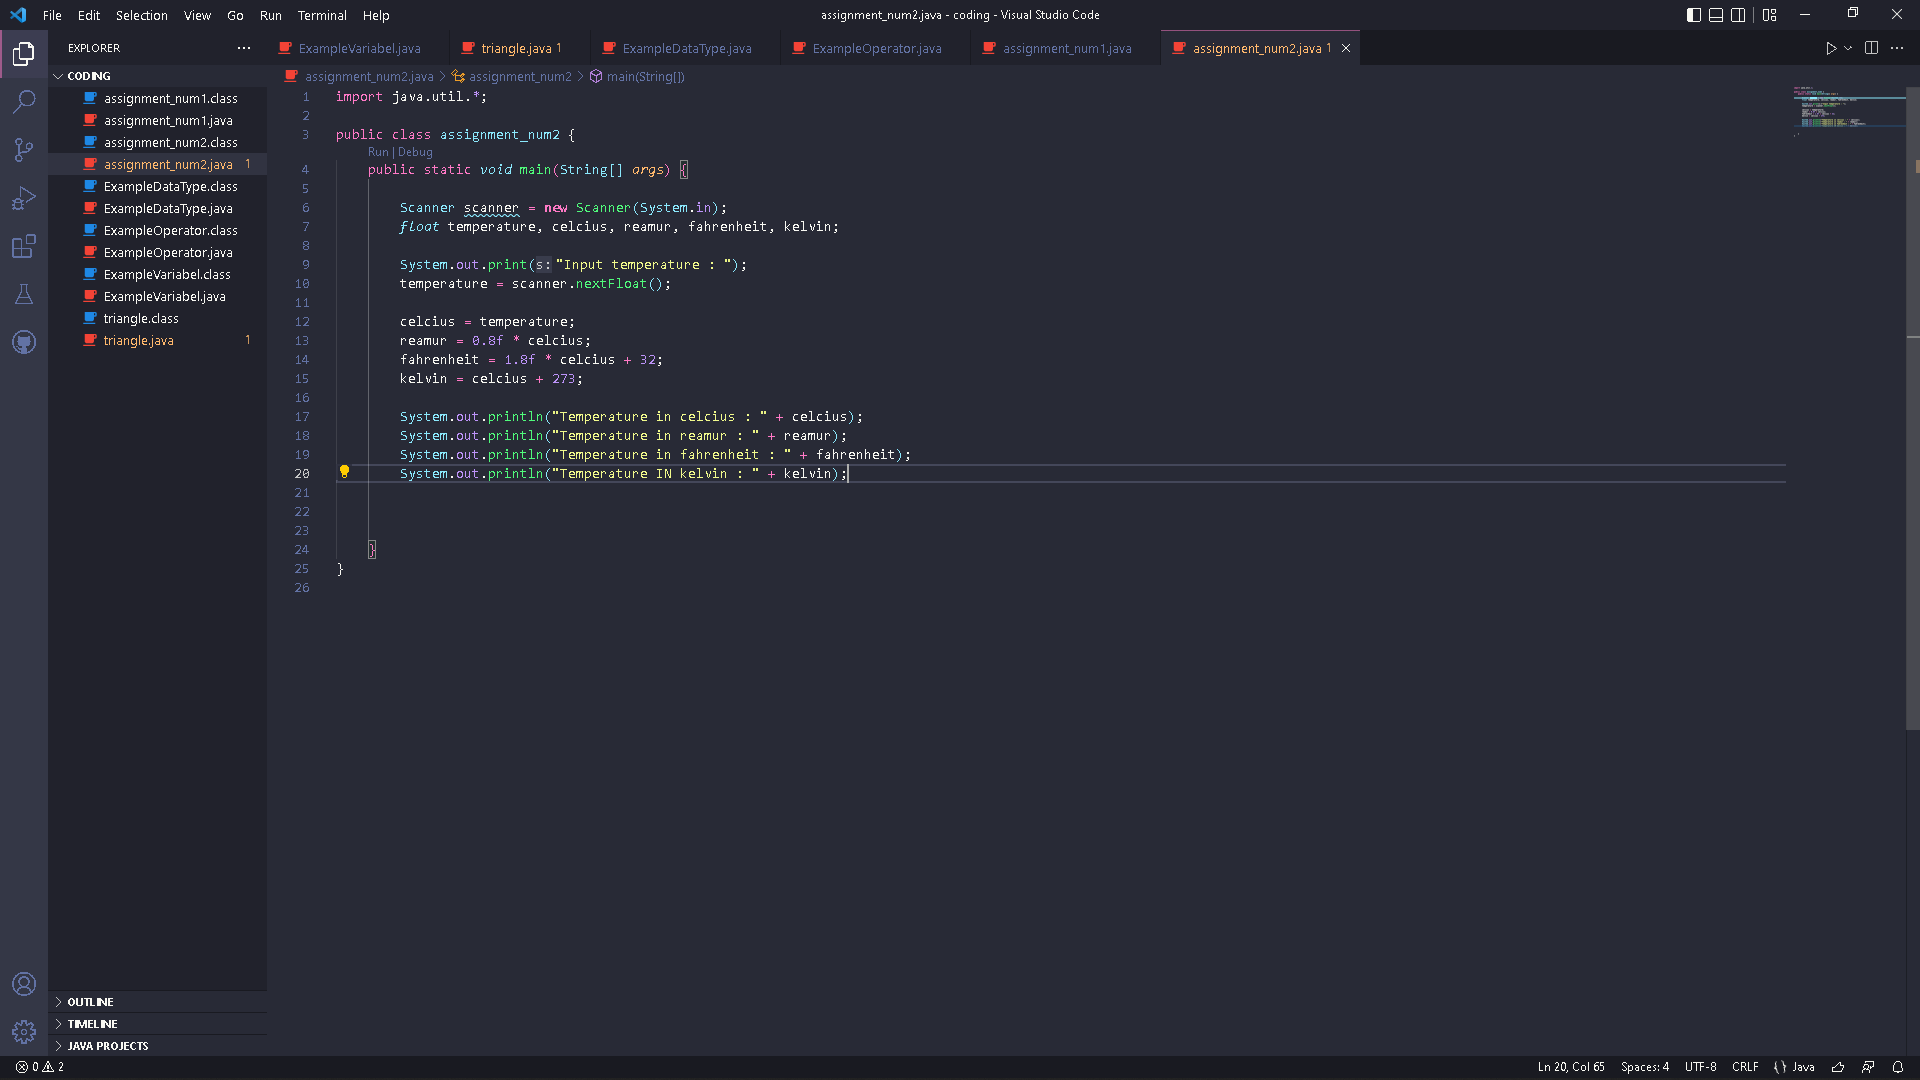 File Edit Selection View Go Run Terminal Help
assignment_num2.java - coding - Visual Studio Code
EXPLORER
CODING
assignment_num1.class
assignment_num1.java
assignment_num2.class
assignment_num2.java 1
ExampleDataType.class
ExampleDataType.java
ExampleOperator.class
ExampleOperator.java
ExampleVariabel.class
ExampleVariabel.java
triangle.class
triangle.java 1
OUTLINE
TIMELINE
JAVA PROJECTS
ExampleVariabel.java triangle.java 1 ExampleDataType.java ExampleOperator.java assignment_num1.java assignment_num2.java 1
assignment_num2.java > assignment_num2 > main(String[])
1 import java.util.*;
2
3 public class assignment_num2 {
Run | Debug
4 public static void main(String[] args) {
5
6 Scanner scanner = new Scanner(System.in);
7 float temperature, celcius, reamur, fahrenheit, kelvin;
8
9 System.out.print(s: "Input temperature : ");
10 temperature = scanner.nextFloat();
11
12 celcius = temperature;
13 reamur = 0.8f * celcius;
14 fahrenheit = 1.8f * celcius + 32;
15 kelvin = celcius + 273;
16
17 System.out.println("Temperature in celcius : " + celcius);
18 System.out.println("Temperature in reamur : " + reamur);
19 System.out.println("Temperature in fahrenheit : " + fahrenheit);
20 System.out.println("Temperature IN kelvin : " + kelvin);
21
22
23
24 }
25 }
26
0 2
Ln 20, Col 65 Spaces: 4 UTF-8 CRLF {} Java